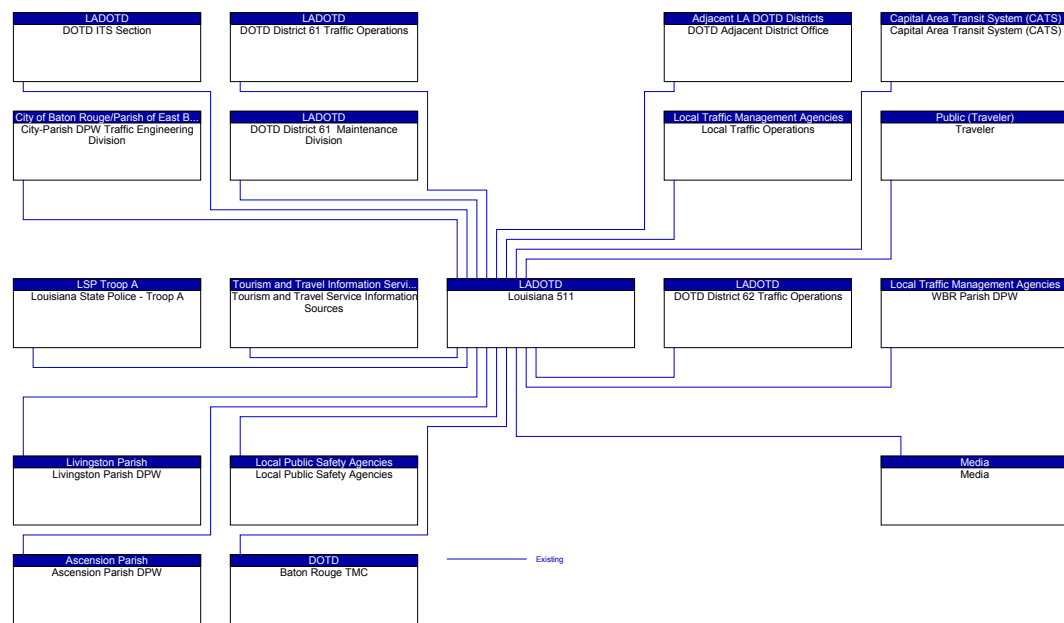 LADOTD
DOTD ITS Section
LADOTD
DOTD District 61 Traffic Operations
Adjacent LA DOTD Districts
DOTD Adjacent District Office
Capital Area Transit System (CATS)
Capital Area Transit System (CATS)
City of Baton Rouge/Parish of East B...
City-Parish DPW Traffic Engineering
Division
LADOTD
DOTD District 61 Maintenance
Division
Local Traffic Management Agencies
Local Traffic Operations
Public (Traveler)
Traveler
LSP Troop A
Louisiana State Police - Troop A
Tourism and Travel Information Servi...
Tourism and Travel Service Information
Sources
LADOTD
Louisiana 511
LADOTD
DOTD District 62 Traffic Operations
Local Traffic Management Agencies
WBR Parish DPW
Livingston Parish
Livingston Parish DPW
Local Public Safety Agencies
Local Public Safety Agencies
Media
Media
Ascension Parish
Ascension Parish DPW
DOTD
Baton Rouge TMC
Existing